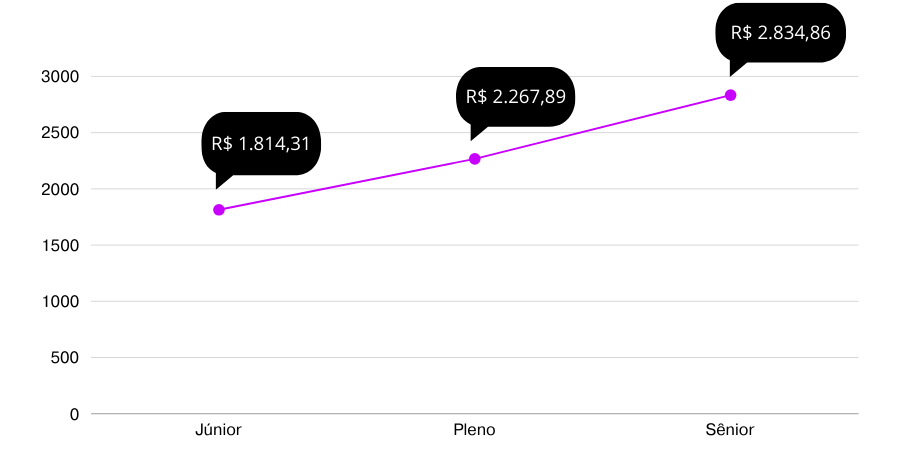 R$ 2.834,86
R$ 2.267,89
R$ 1.814,31
3000
2500
2000
1500
1000
500
0
Júnior
Pleno
Sênior